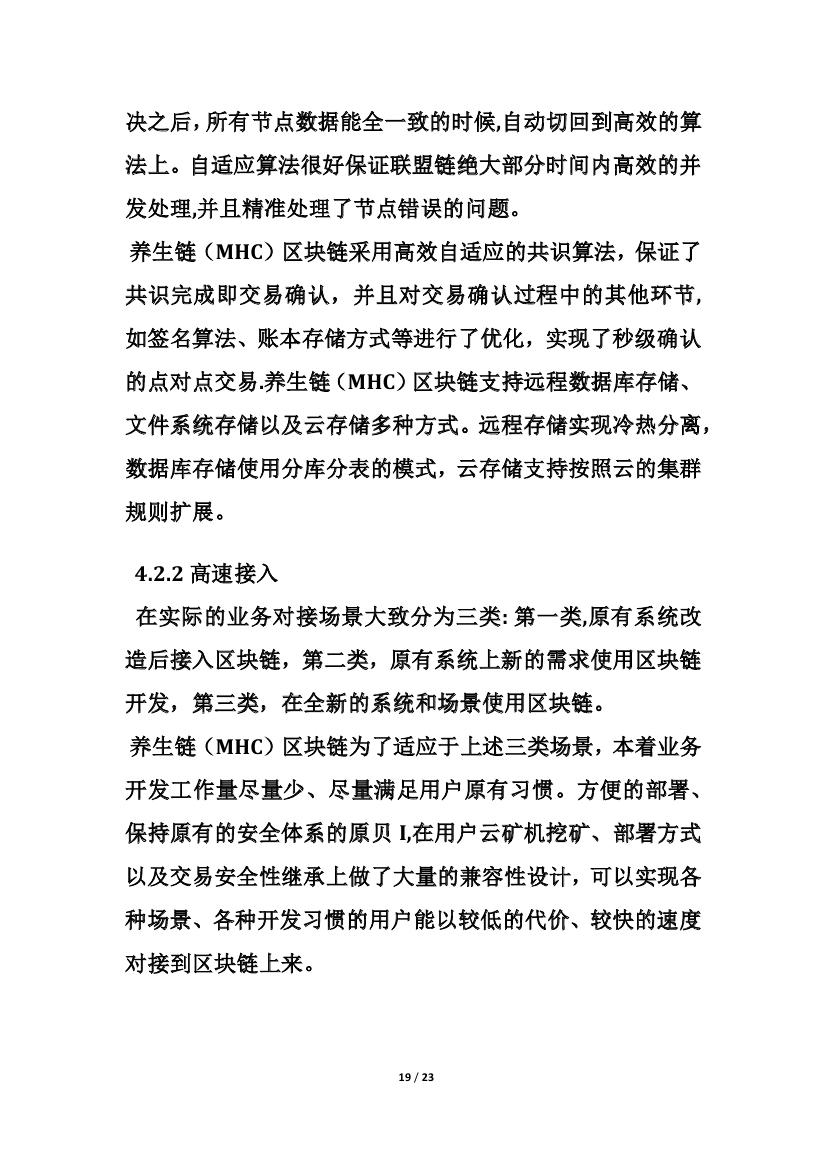 决之后，所有节点数据能全一致的时候,自动切回到高效的算
法上。自适应算法很好保证联盟链绝大部分时间内高效的并
发处理,并且精准处理了节点错误的问题。
养生链（MHC）区块链采用高效自适应的共识算法，保证了
共识完成即交易确认，并且对交易确认过程中的其他环节,
如签名算法、账本存储方式等进行了优化，实现了秒级确认
的点对点交易.养生链（MHC）区块链支持远程数据库存储、
文件系统存储以及云存储多种方式。远程存储实现冷热分离，
数据库存储使用分库分表的模式，云存储支持按照云的集群
规则扩展。
4.2.2 高速接入
在实际的业务对接场景大致分为三类: 第一类,原有系统改
造后接入区块链，第二类，原有系统上新的需求使用区块链
开发，第三类，在全新的系统和场景使用区块链。
养生链（MHC）区块链为了适应于上述三类场景，本着业务
开发工作量尽量少、尽量满足用户原有习惯。方便的部署、
保持原有的安全体系的原贝 I,在用户云矿机挖矿、部署方式
以及交易安全性继承上做了大量的兼容性设计，可以实现各
种场景、各种开发习惯的用户能以较低的代价、较快的速度
对接到区块链上来。
19 / 23